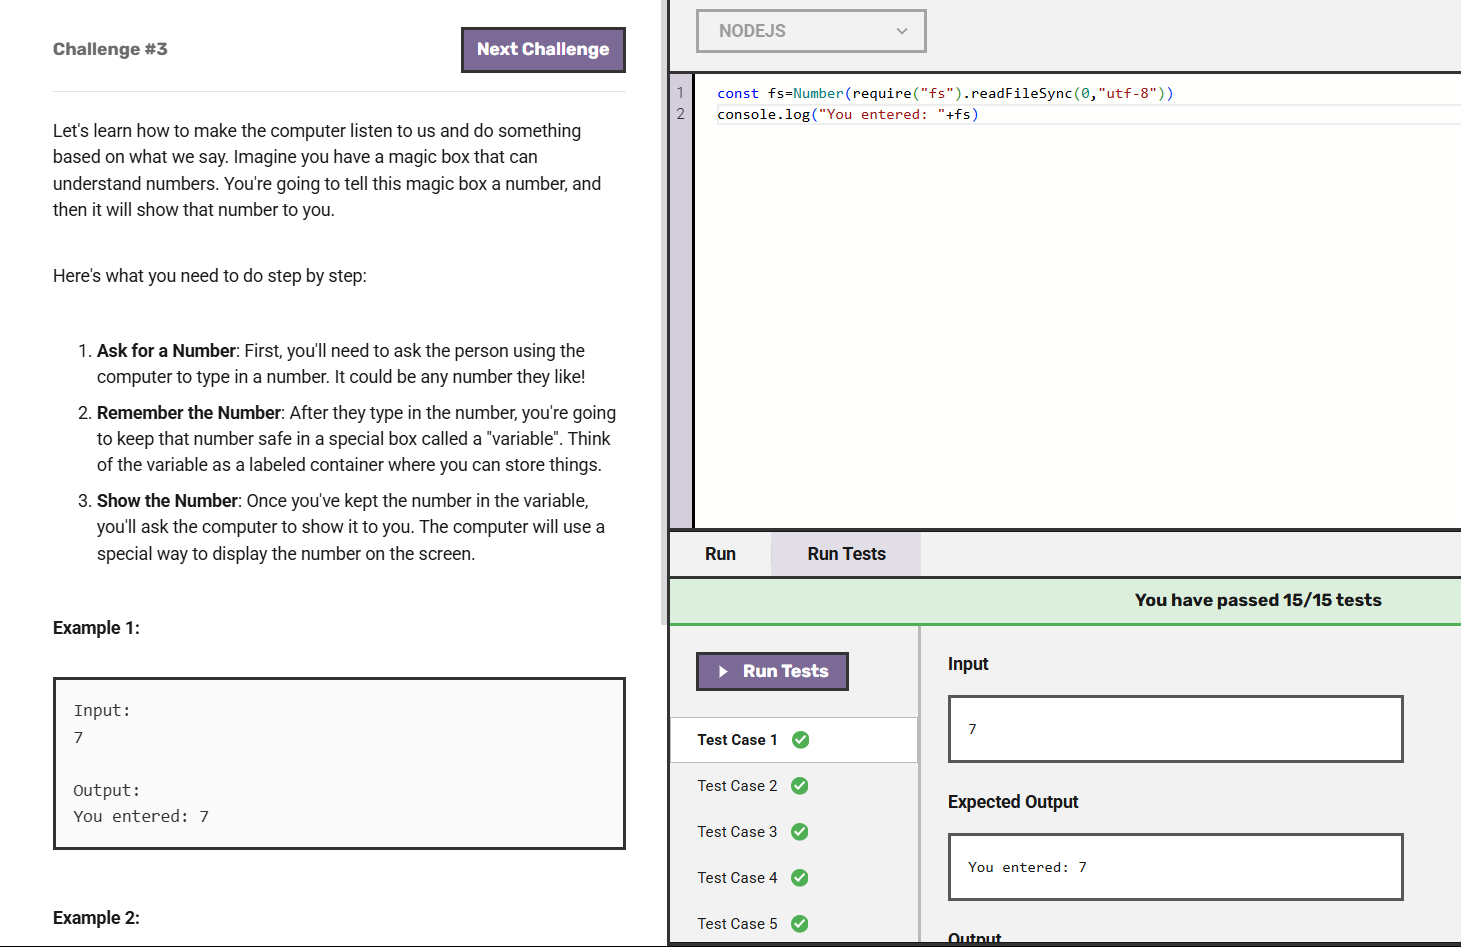 Challenge #3
Next Challenge
Let's learn how to make the computer listen to us and do something
based on what we say. Imagine you have a magic box that can
understand numbers. You're going to tell this magic box a number, and
then it will show that number to you.
Here's what you need to do step by step:
1. Ask for a Number: First, you'll need to ask the person using the
computer to type in a number. It could be any number they like!
2. Remember the Number: After they type in the number, you're going
to keep that number safe in a special box called a "variable". Think
of the variable as a labeled container where you can store things.
3. Show the Number: Once you've kept the number in the variable,
you'll ask the computer to show it to you. The computer will use a
special way to display the number on the screen.
Example 1:
Input:
7
Output:
You entered: 7
Example 2:
NODEJS
1 const fs=Number(require("fs").readFileSync(0,"utf-8"))
2 console.log("You entered: "+fs)
Run
Run Tests
You have passed 15/15 tests
Run Tests
Test Case 1
Test Case 2
Test Case 3
Test Case 4
Test Case 5
Input
7
Expected Output
You entered: 7
Output